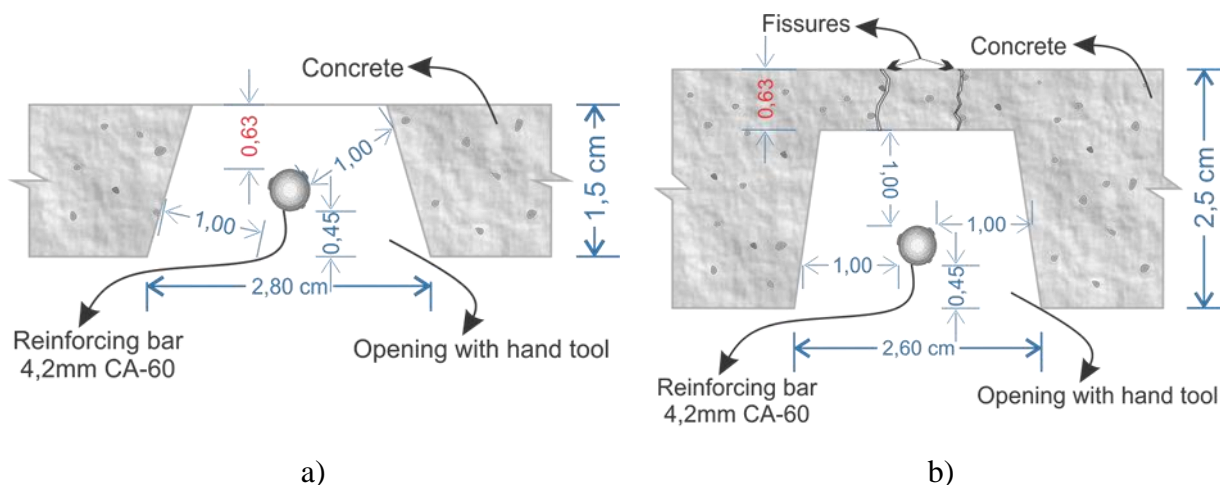 Concrete
0,63
1,00
1,00
0,45
1,5 cm
2,80 cm
Reinforcing bar
4,2mm CA-60
Opening with hand tool
a)
Fissures
Concrete
0,63
1,00
1,00
1,00
0,45
2,5 cm
2,60 cm
Reinforcing bar
4,2mm CA-60
Opening with hand tool
b)